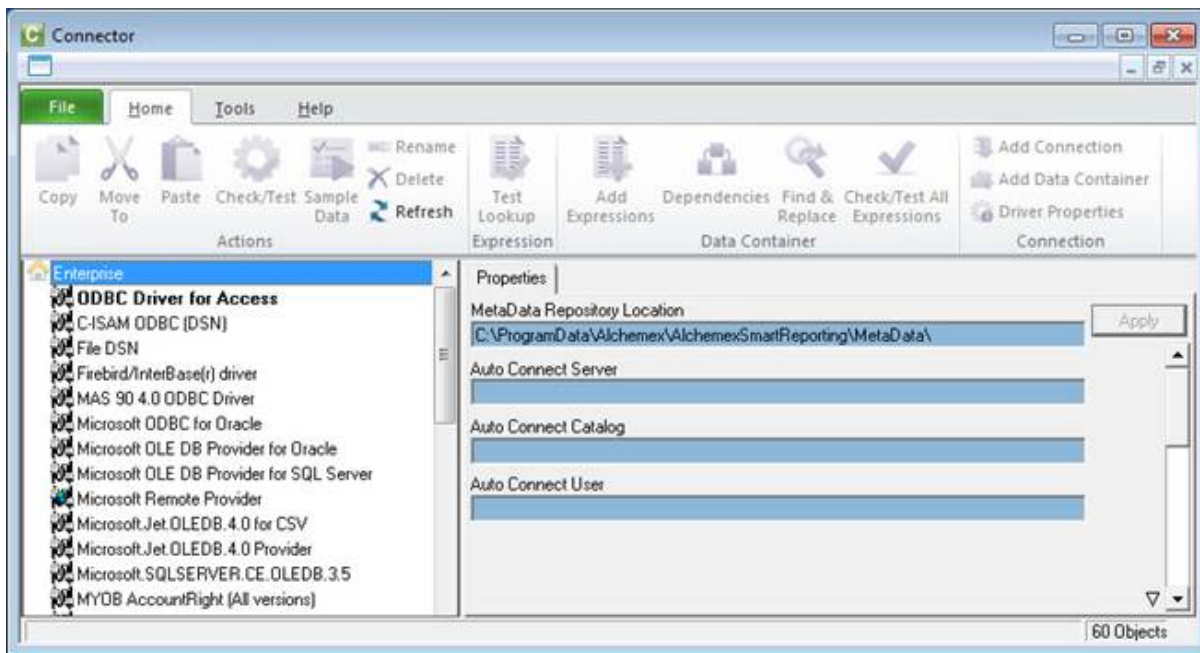 Connector
File Home Tools Help
Copy
Move To
Paste
Check/Test
Sample Data
Rename
Delete
Refresh
Actions
Test Lookup
Expression
Add Expressions
Dependencies
Find & Replace
Check/Test All Expressions
Data Container
Add Connection
Add Data Container
Driver Properties
Connection
Enterprise
ODBC Driver for Access
C-ISAM ODBC (DSN)
File DSN
Firebird/InterBase(r) driver
MAS 90 4.0 ODBC Driver
Microsoft ODBC for Oracle
Microsoft OLE DB Provider for Oracle
Microsoft OLE DB Provider for SQL Server
Microsoft Remote Provider
Microsoft.Jet.OLEDB.4.0 for CSV
Microsoft.Jet.OLEDB.4.0 Provider
Microsoft.SQLSERVER.CE.OLEDB.3.5
MYOB AccountRight (All versions)
Properties
MetaData Repository Location
C:\ProgramData\Alchemex\AlchemexSmartReporting\MetaData\
Apply
Auto Connect Server
Auto Connect Catalog
Auto Connect User
60 Objects